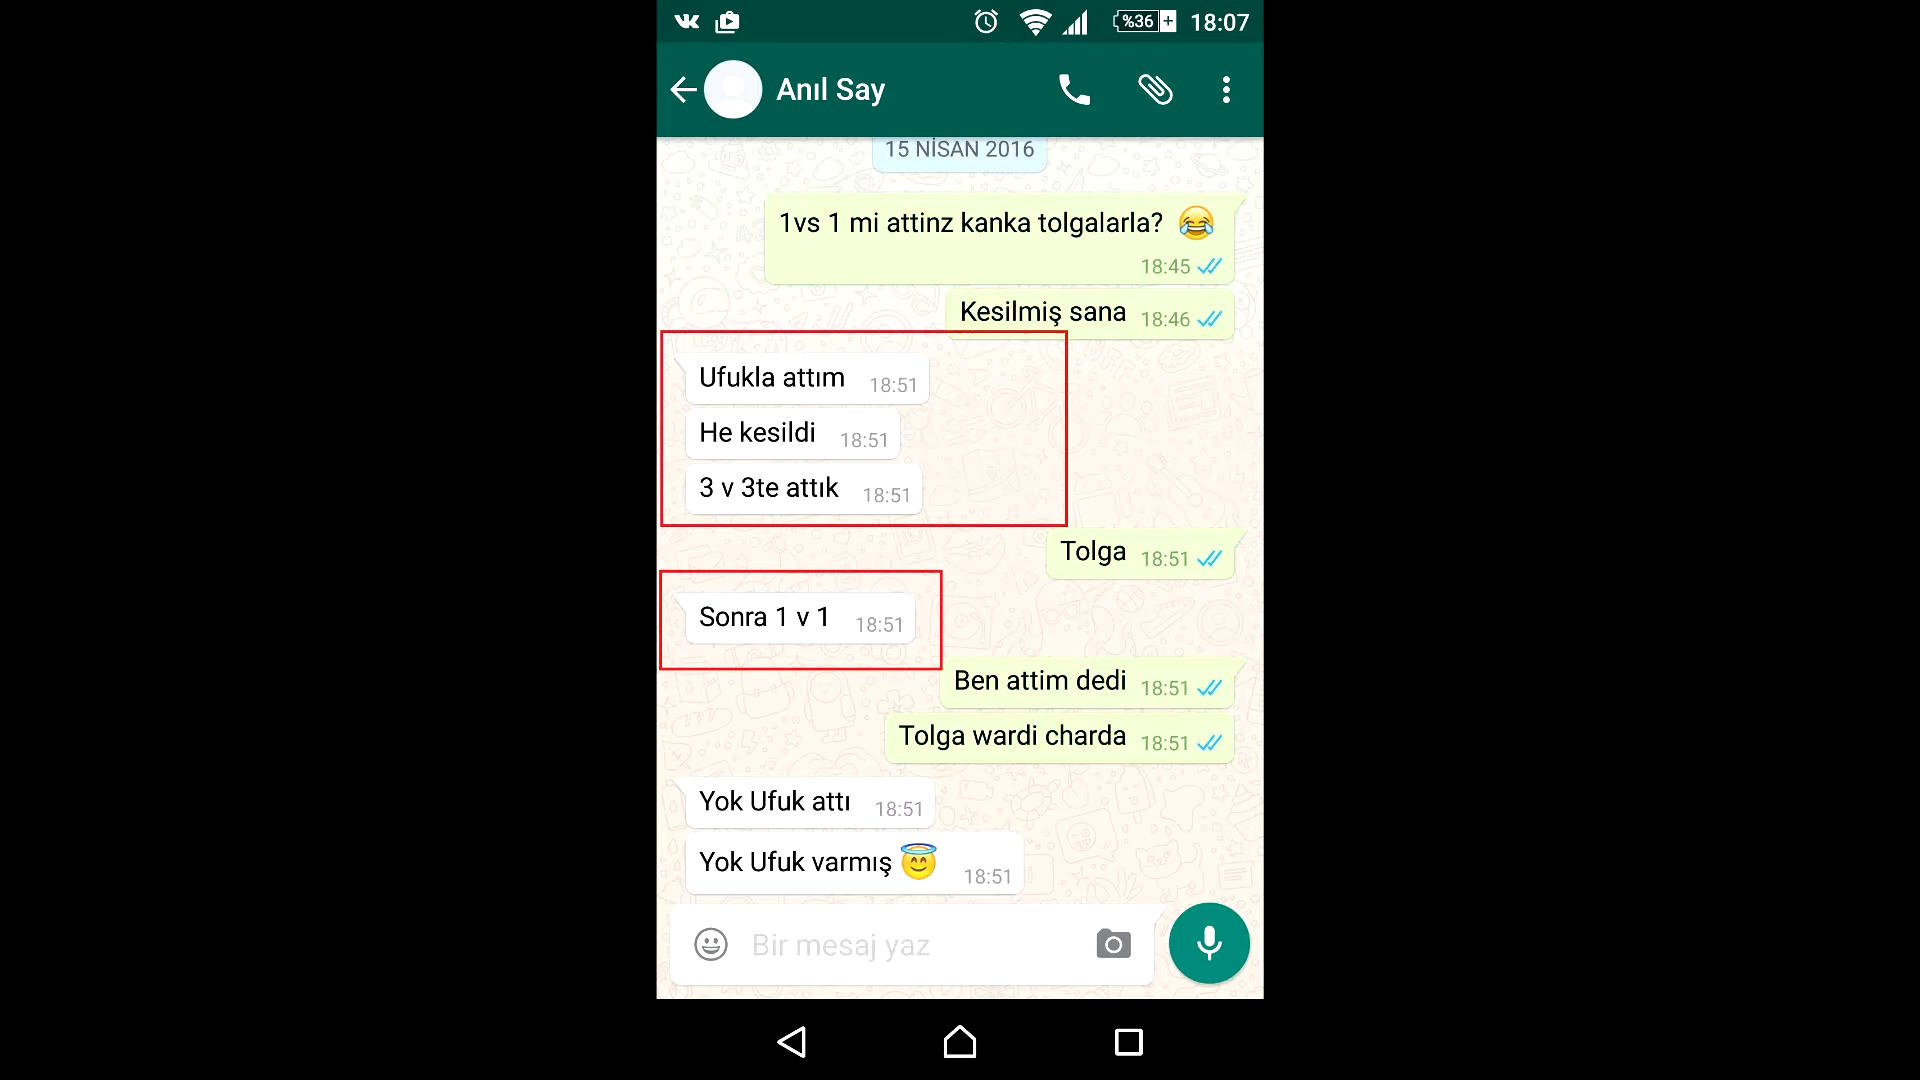 %36 18:07
Anıl Say
15 NİSAN 2016
1vs 1 mi attinz kanka tolgalarla? 😂
18:45
Kesilmiş sana 18:46
Ufukla attım 18:51
He kesildi 18:51
3 v 3te attık 18:51
Tolga 18:51
Sonra 1 v 1 18:51
Ben attim dedi 18:51
Tolga wardi charda 18:51
Yok Ufuk attı 18:51
Yok Ufuk varmış 😇 18:51
Bir mesaj yaz